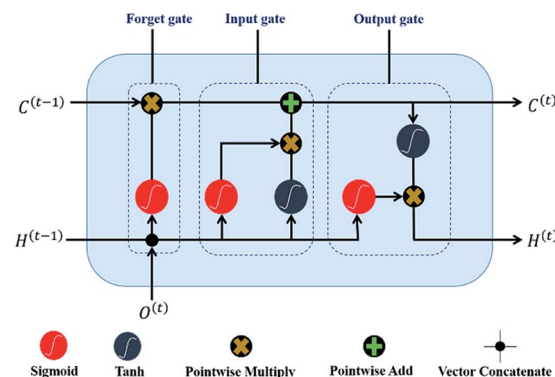 Forget gate Input gate Output gate
C^{(t-1)} C^{(t)}
H^{(t-1)} H^{(t)}
O^{(t)}
Sigmoid Tanh Pointwise Multiply Pointwise Add Vector Concatenate